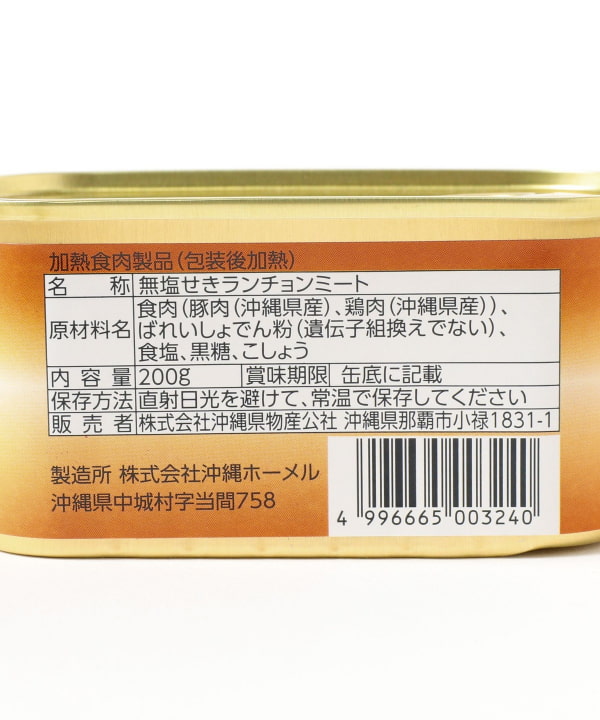 加熱食肉製品(包装後加熱)
名称 無塩せきランチョンミート
原材料名 食肉(豚肉(沖縄県産)、鶏肉(沖縄県産))、
ばれいしょでん粉(遺伝子組換えでない)、
食塩、黒糖、こしょう
内容量 200g 賞味期限 缶底に記載
保存方法 直射日光を避けて、常温で保存してください
販売者 株式会社沖縄県物産公社 沖縄県那覇市小禄1831-1
製造所 株式会社沖縄ホーメル
沖縄県中城村字当間758
4 996665 003240